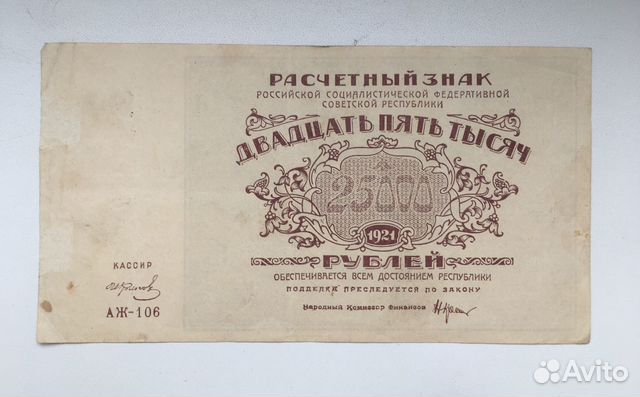 РАСЧЕТНЫЙ ЗНАК
РОССИЙСКОЙ СОЦИАЛИСТИЧЕСКОЙ ФЕДЕРАТИВНОЙ
СОВЕТСКОЙ РЕСПУБЛИКИ
ДВАДЦАТЬ ПЯТЬ ТЫСЯЧ
25000
1921
РУБЛЕЙ
ОБЕСПЕЧИВАЕТСЯ ВСЕМ ДОСТОЯНИЕМ РЕСПУБЛИКИ
ПОДДЕЛКА ПРЕСЛЕДУЕТСЯ ПО ЗАКОНУ
Народный Комиссар Финансов
КАССИР
АЖ-106
Avito